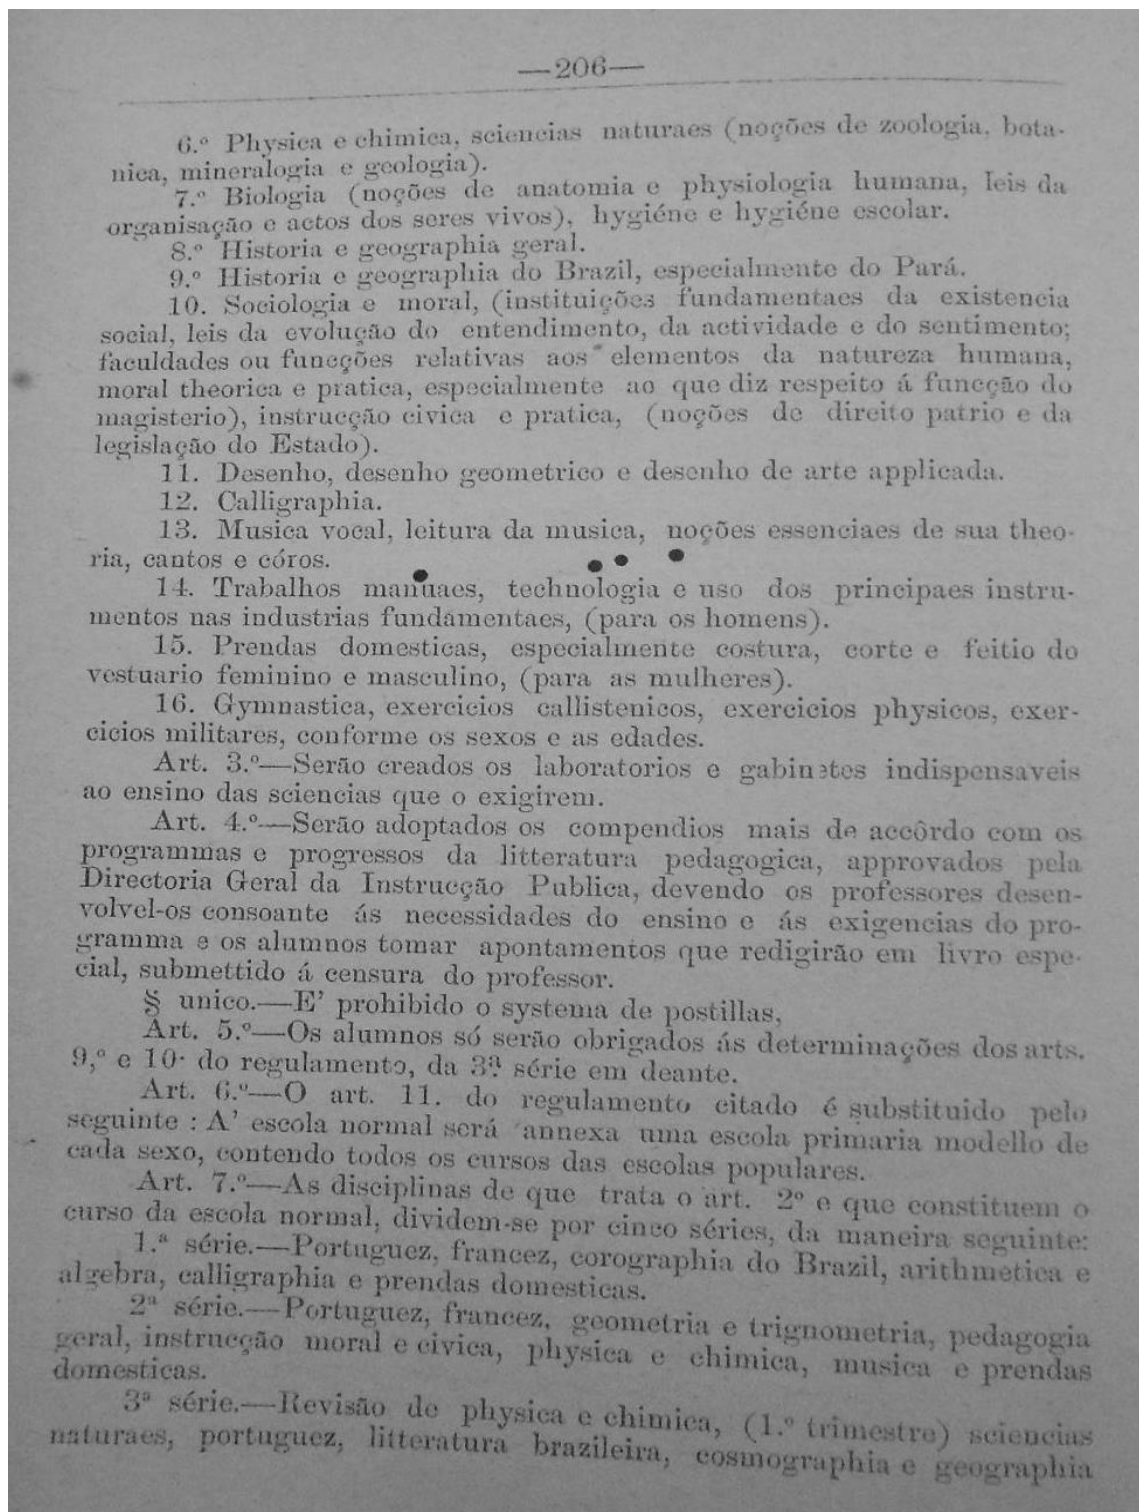 —206—
6.º Physica e chimica, sciencias naturaes (noções de zoologia, bota-
nica, mineralogia e geologia).
7.º Biologia (noções de anatomia e physiologia humana, leis da
organisação e actos dos seres vivos), hygiéne e hygiéne escolar.
8.º Historia e geographia geral.
9.º Historia e geographia do Brazil, especialmente do Pará.
10. Sociologia e moral, (instituições fundamentaes da existencia
social, leis da evolução do entendimento, da actividade e do sentimento;
faculdades ou funcções relativas aos elementos da natureza humana,
moral theorica e pratica, especialmente ao que diz respeito á funcção do
magisterio), instrucção civica e pratica, (noções de direito patrio e da
legislação do Estado).
11. Desenho, desenho geometrico e desenho de arte applicada.
12. Calligraphia.
13. Musica vocal, leitura da musica, noções essenciaes de sua theo-
ria, cantos e córos.
14. Trabalhos manuaes, technologia e uso dos principaes instru-
mentos nas industrias fundamentaes, (para os homens).
15. Prendas domesticas, especialmente costura, corte e feitio do
vestuario feminino e masculino, (para as mulheres).
16. Gymnastica, exercicios callistenicos, exercicios physicos, exer-
cicios militares, conforme os sexos e as edades.
Art. 3.º—Serão creados os laboratorios e gabinetes indispensaveis
ao ensino das sciencias que o exigirem.
Art. 4.º—Serão adoptados os compendios mais de accôrdo com os
programmas e progressos da litteratura pedagogica, approvados pela
Directoria Geral da Instrucção Publica, devendo os professores desen-
volvel-os consoante ás necessidades do ensino e ás exigencias do pro-
gramma e os alumnos tomar apontamentos que redigirão em livro espe-
cial, submettido á censura do professor.
§ unico.—E' prohibido o systema de postillas,
Art. 5.º—Os alumnos só serão obrigados ás determinações dos arts.
9,º e 10· do regulamento, da 3ª série em deante.
Art. 6.º—O art. 11. do regulamento citado é substituido pelo
seguinte : A' escola normal será annexa uma escola primaria modello de
cada sexo, contendo todos os cursos das escolas populares.
Art. 7.º—As disciplinas de que trata o art. 2º e que constituem o
curso da escola normal, dividem-se por cinco séries, da maneira seguinte:
1.ª série.—Portuguez, francez, corographia do Brazil, arithmetica e
algebra, calligraphia e prendas domesticas.
2ª série.—Portuguez, francez, geometria e trignometria, pedagogia
geral, instrucção moral e civica, physica e chimica, musica e prendas
domesticas.
3ª série.—Revisão de physica e chimica, (1.º trimestre) sciencias
naturaes, portuguez, litteratura brazileira, cosmographia e geographia